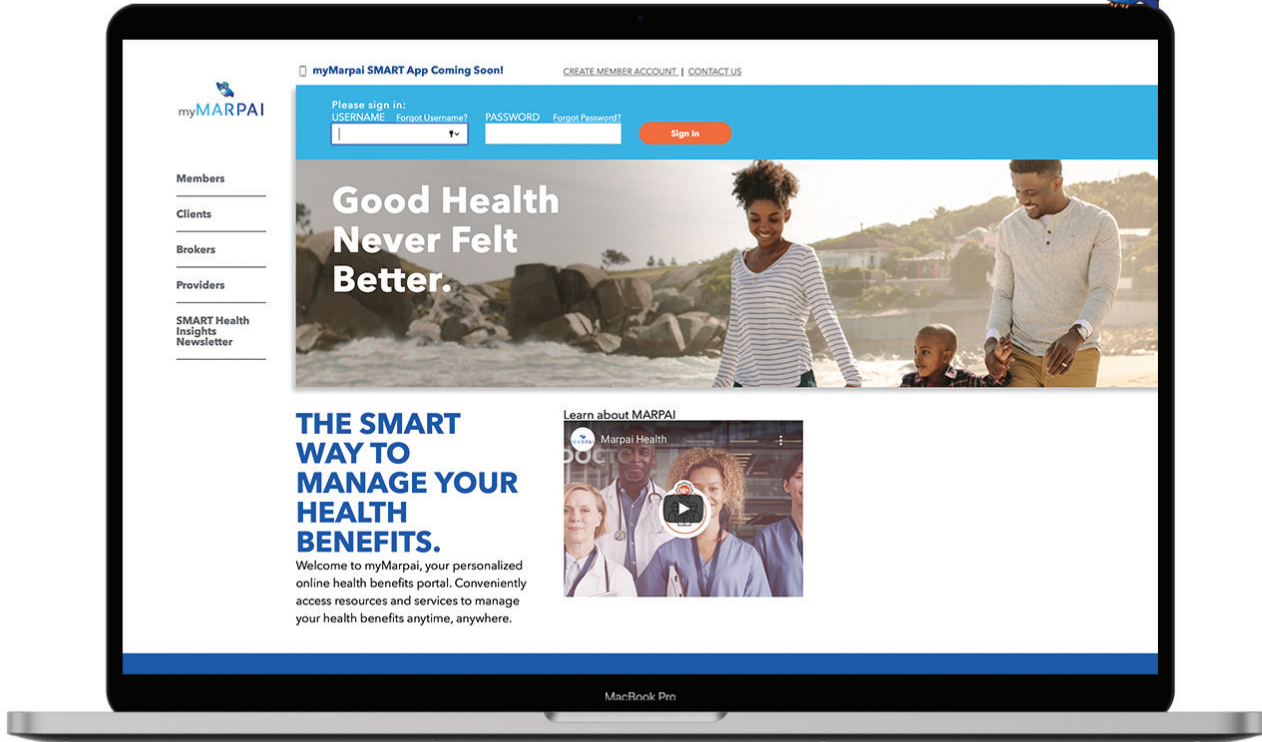 myMarpai SMART App Coming Soon!
CREATE MEMBER ACCOUNT | CONTACT US
myMARPAI
Please sign in:
USERNAME Forgot Username? PASSWORD Forgot Password?
Sign In
Members
Clients
Brokers
Providers
SMART Health
Insights
Newsletter
Good Health
Never Felt
Better.
THE SMART
WAY TO
MANAGE YOUR
HEALTH
BENEFITS.
Welcome to myMarpai, your personalized
online health benefits portal. Conveniently
access resources and services to manage
your health benefits anytime, anywhere.
Learn about MARPAI
Marpai Health
DOCTOR
MacBook Pro